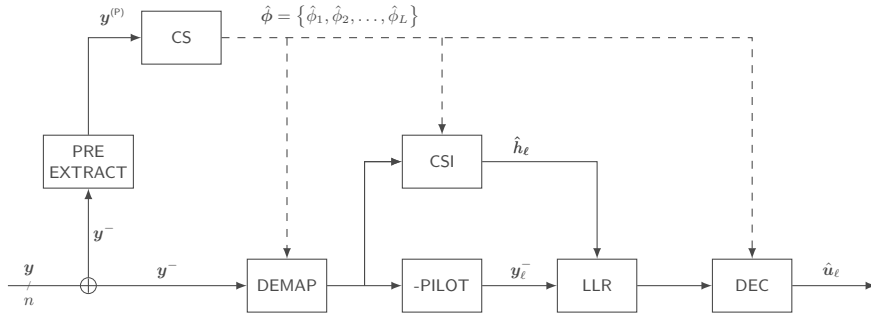 y^(P)
CS
ϕ̂ = {ϕ̂_1, ϕ̂_2, ..., ϕ̂_L}
PRE
EXTRACT
CSI
ĥ_ℓ
y^−
y
n
y^−
DEMAP
-PILOT
y_ℓ^−
LLR
DEC
û_ℓ